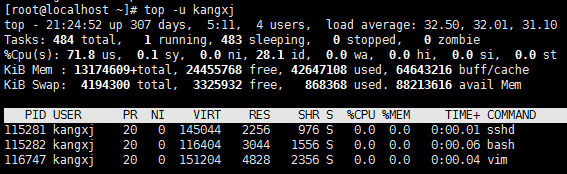 [root@localhost ~]# top -u kangxj
top - 21:24:52 up 307 days,  5:11,  4 users,  load average: 32.50, 32.01, 31.10
Tasks: 484 total,   1 running, 483 sleeping,   0 stopped,   0 zombie
%Cpu(s): 71.8 us,  0.1 sy,  0.0 ni, 28.1 id,  0.0 wa,  0.0 hi,  0.0 si,  0.0 st
KiB Mem : 13174609+total, 24455768 free, 42647108 used, 64643216 buff/cache
KiB Swap:  4194300 total,  3325932 free,   868368 used. 88213616 avail Mem
PID USER      PR  NI    VIRT    RES    SHR S  %CPU %MEM     TIME+ COMMAND
115281 kangxj    20   0  145044   2256    976 S   0.0  0.0   0:00.01 sshd
115282 kangxj    20   0  116404   3044   1556 S   0.0  0.0   0:00.06 bash
116747 kangxj    20   0  151204   4828   2356 S   0.0  0.0   0:00.04 vim